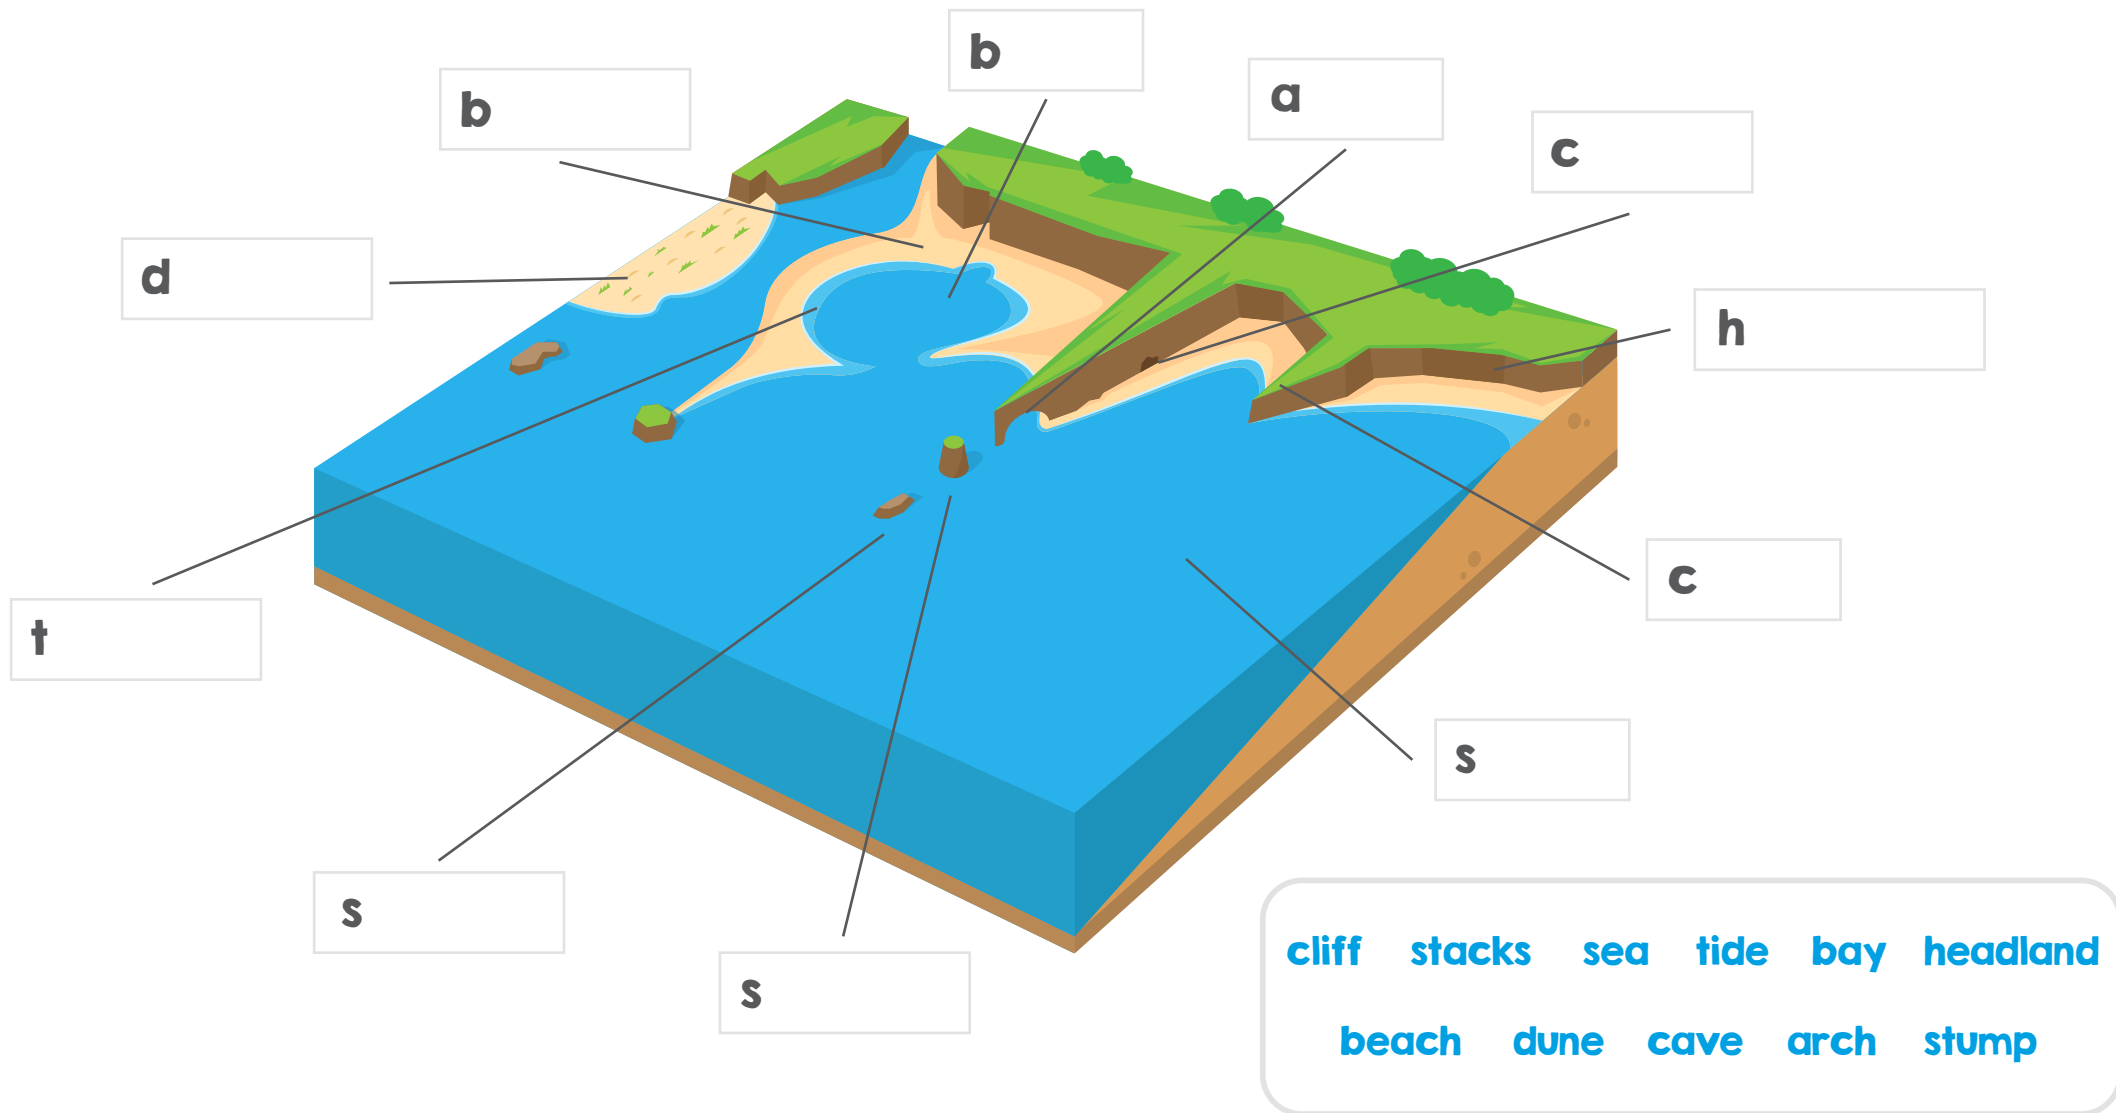 b
b
a
c
d
h
c
t
s
s
s
cliff stacks sea tide bay headland
beach dune cave arch stump